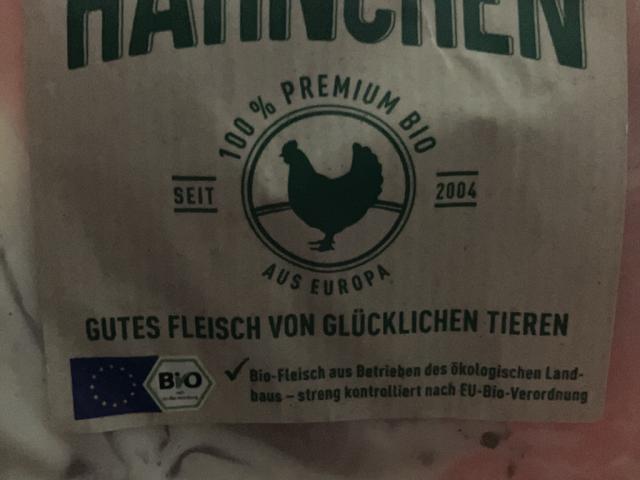 HÄHNCHEN
100% PREMIUM BIO
SEIT
2004
AUS EUROPA
GUTES FLEISCH VON GLÜCKLICHEN TIEREN
BiO
✓ Bio-Fleisch aus Betrieben des ökologischen Land-
baus – streng kontrolliert nach EU-Bio-Verordnung